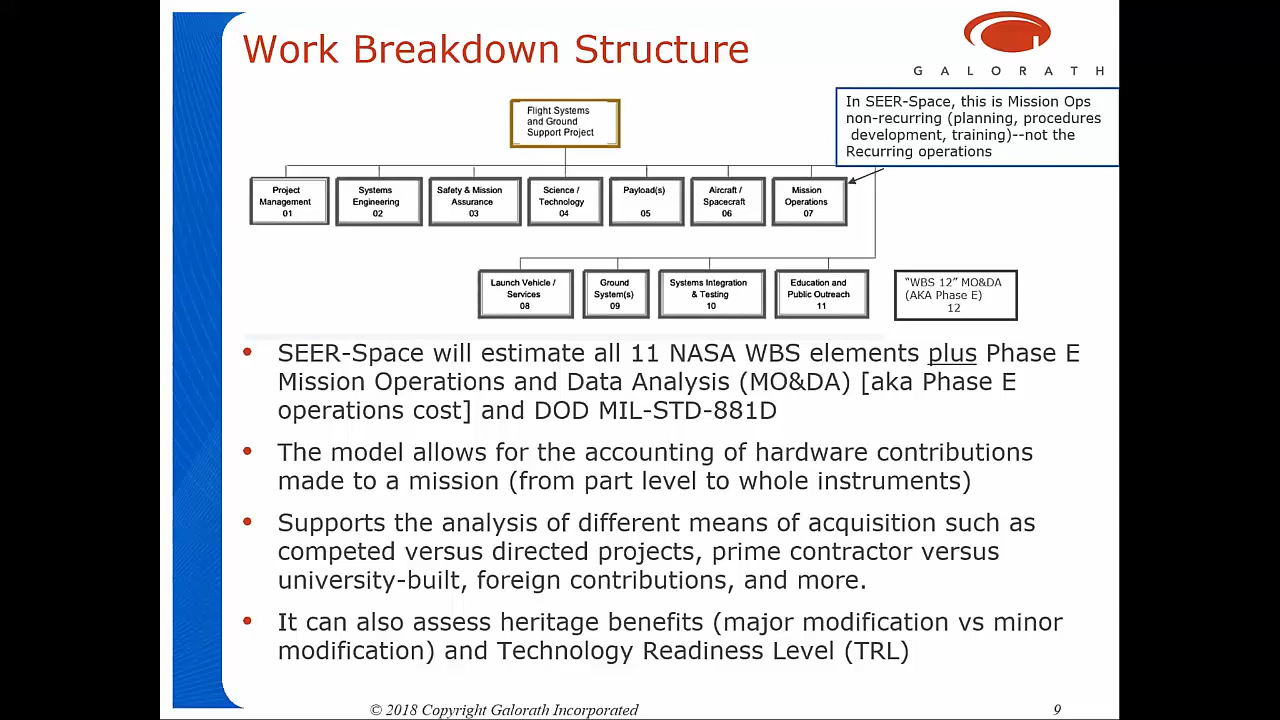 Work Breakdown Structure
GALORATH
In SEER-Space, this is Mission Ops
non-recurring (planning, procedures
development, training)--not the
Recurring operations
Flight Systems
and Ground
Support Project
Project
Management
01
Systems
Engineering
02
Safety & Mission
Assurance
03
Science /
Technology
04
Payload(s)
05
Aircraft /
Spacecraft
06
Mission
Operations
07
Launch Vehicle /
Services
08
Ground
System(s)
09
Systems Integration
& Testing
10
Education and
Public Outreach
11
“WBS 12” MO&DA
(AKA Phase E)
12
• SEER-Space will estimate all 11 NASA WBS elements plus Phase E
Mission Operations and Data Analysis (MO&DA) [aka Phase E
operations cost] and DOD MIL-STD-881D
• The model allows for the accounting of hardware contributions
made to a mission (from part level to whole instruments)
• Supports the analysis of different means of acquisition such as
competed versus directed projects, prime contractor versus
university-built, foreign contributions, and more.
• It can also assess heritage benefits (major modification vs minor
modification) and Technology Readiness Level (TRL)
© 2018 Copyright Galorath Incorporated
9